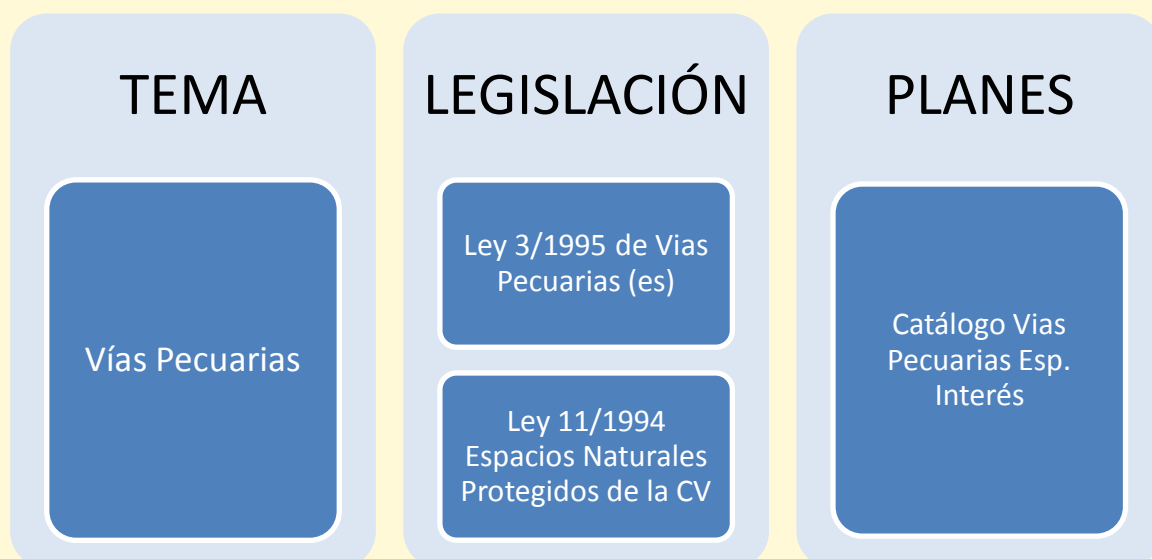 TEMA
Vías Pecuarias
LEGISLACIÓN
Ley 3/1995 de Vias
Pecuarias (es)
Ley 11/1994
Espacios Naturales
Protegidos de la CV
PLANES
Catálogo Vias
Pecuarias Esp.
Interés